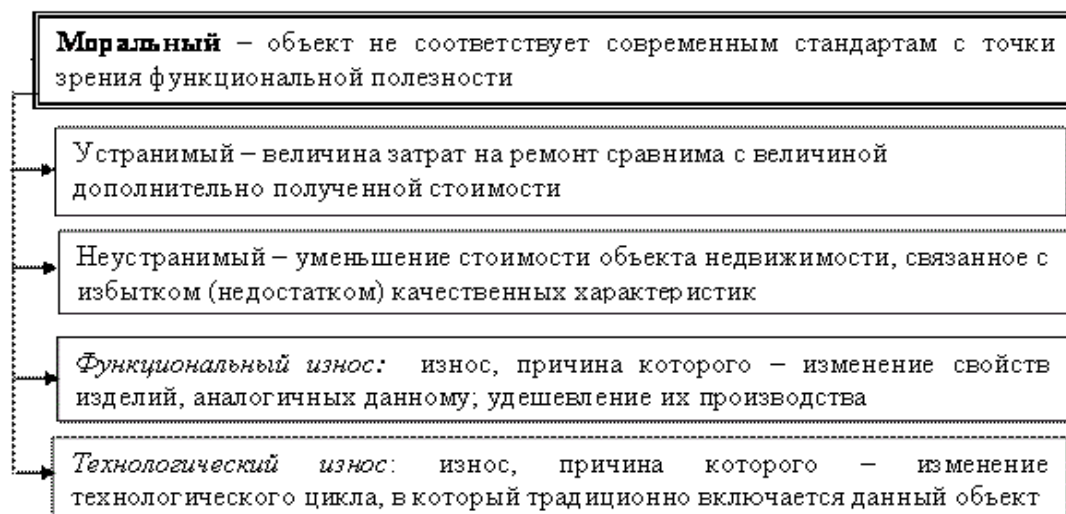 Моральный – объект не соответствует современным стандартам с точки
зрения функциональной полезности
Устранимый – величина затрат на ремонт сравнима с величиной
дополнительно полученной стоимости
Неустранимый – уменьшение стоимости объекта недвижимости, связанное с
избытком (недостатком) качественных характеристик
Функциональный износ: износ, причина которого – изменение свойств
изделий, аналогичных данному; удешевление их производства
Технологический износ: износ, причина которого – изменение
технологического цикла, в который традиционно включается данный объект